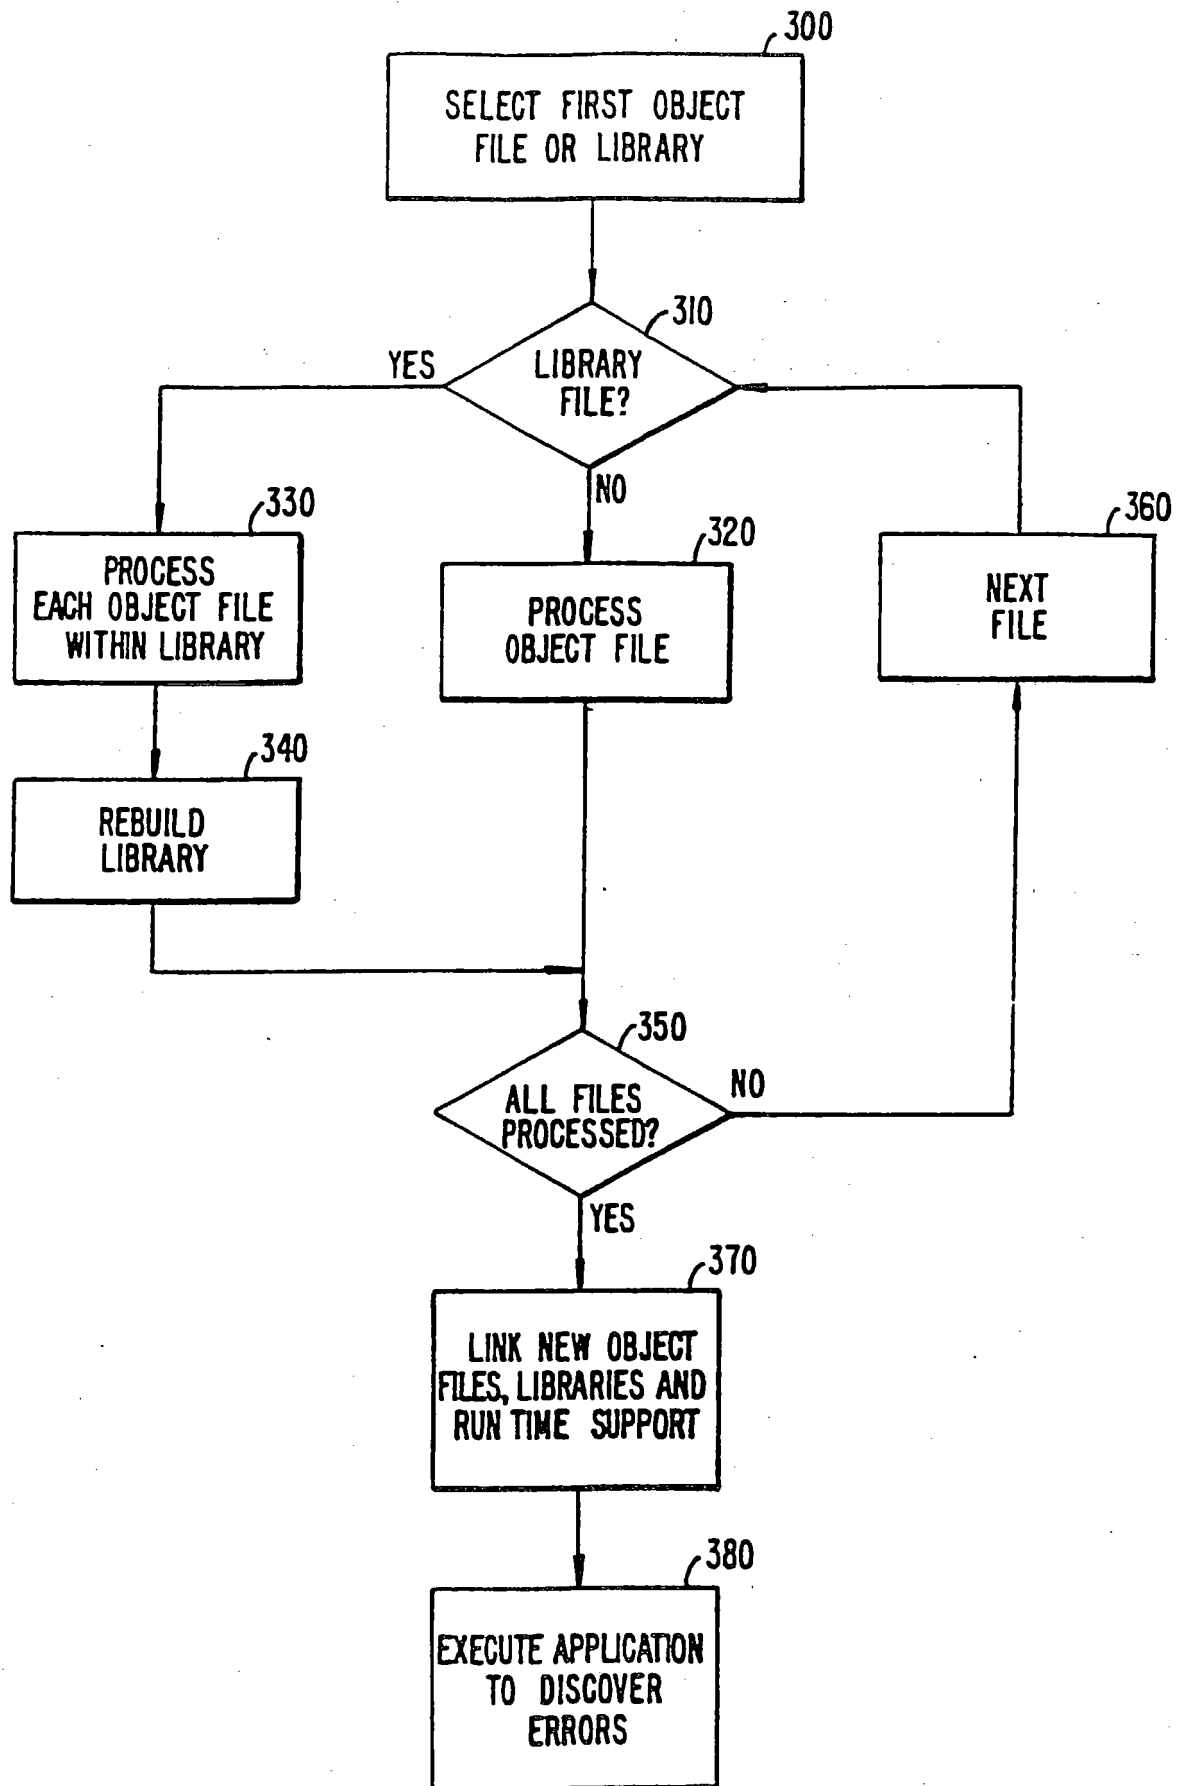 300
SELECT FIRST OBJECT
FILE OR LIBRARY
310
YES
LIBRARY
FILE?
NO
330
PROCESS
EACH OBJECT FILE
WITHIN LIBRARY
320
PROCESS
OBJECT FILE
360
NEXT
FILE
340
REBUILD
LIBRARY
350
ALL FILES
PROCESSED?
NO
YES
370
LINK NEW OBJECT
FILES, LIBRARIES AND
RUN TIME SUPPORT
380
EXECUTE APPLICATION
TO DISCOVER
ERRORS